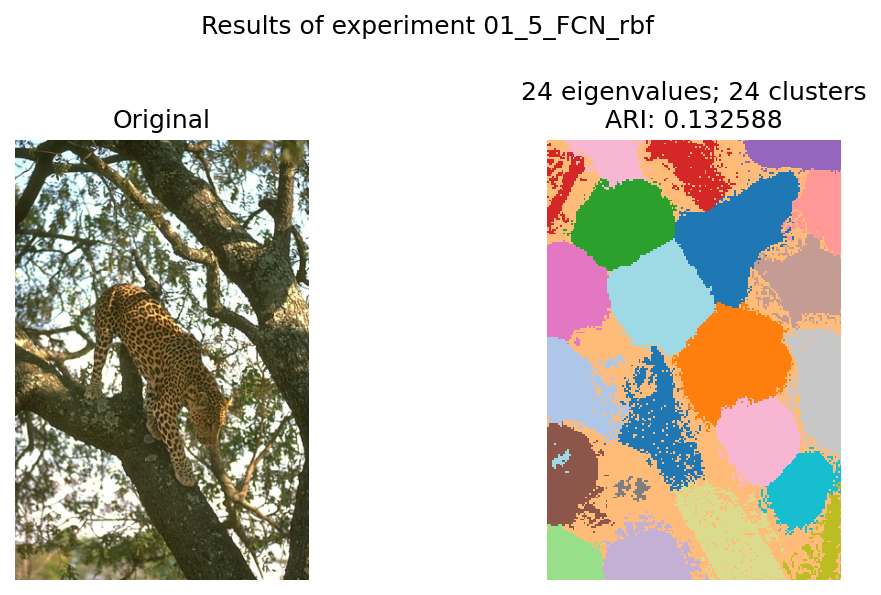 Results of experiment 01_5_FCN_rbf
Original
24 eigenvalues; 24 clusters
ARI: 0.132588